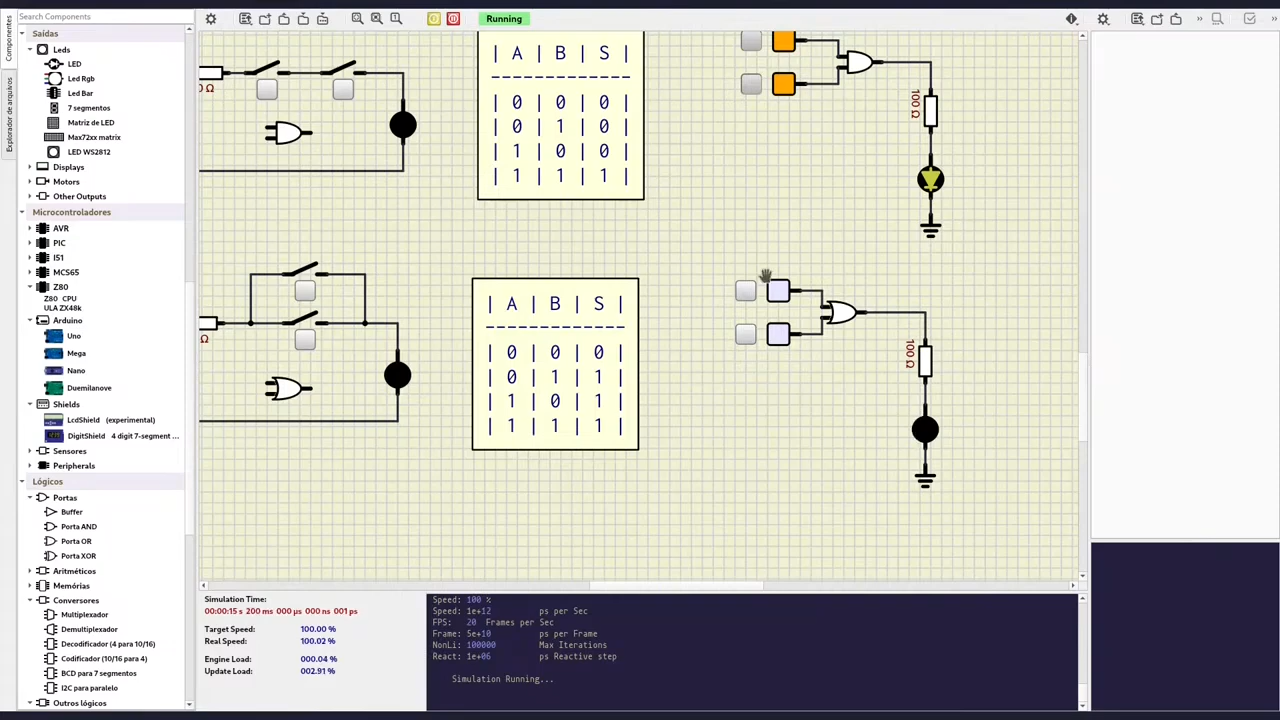 Componentes
Explorador de arquivos
Search Components
Saídas
Leds
LED
Led Rgb
Led Bar
7 segmentos
Matriz de LED
Max72xx matrix
LED WS2812
Displays
Motors
Other Outputs
Microcontroladores
AVR
PIC
I51
MCS65
Z80
Z80 CPU
ULA ZX48k
Arduino
Uno
Mega
Nano
Duemilanove
Shields
LcdShield (experimental)
DigitShield 4 digit 7-segment ...
Sensores
Peripherals
Lógicos
Portas
Buffer
Porta AND
Porta OR
Porta XOR
Aritméticos
Memórias
Conversores
Multiplexador
Demultiplexador
Decodificador (4 para 10/16)
Codificador (10/16 para 4)
BCD para 7 segmentos
I2C para paralelo
Outros lógicos
Running
»
»
0 Ω
| A | B | S |
---------------
| 0 | 0 | 0 |
| 0 | 1 | 0 |
| 1 | 0 | 0 |
| 1 | 1 | 1 |
100 Ω
Ω
| A | B | S |
---------------
| 0 | 0 | 0 |
| 0 | 1 | 1 |
| 1 | 0 | 1 |
| 1 | 1 | 1 |
100 Ω
Simulation Time:
00:00:15 s 200 ms 000 µs 000 ns 001 ps
Target Speed: 100.00 %
Real Speed: 100.02 %
Engine Load: 000.04 %
Update Load: 002.91 %
Speed: 100 %
Speed: 1e+12 ps per Sec
FPS: 20 Frames per Sec
Frame: 5e+10 ps per Frame
NonLi: 100000 Max Iterations
React: 1e+06 ps Reactive step
Simulation Running...